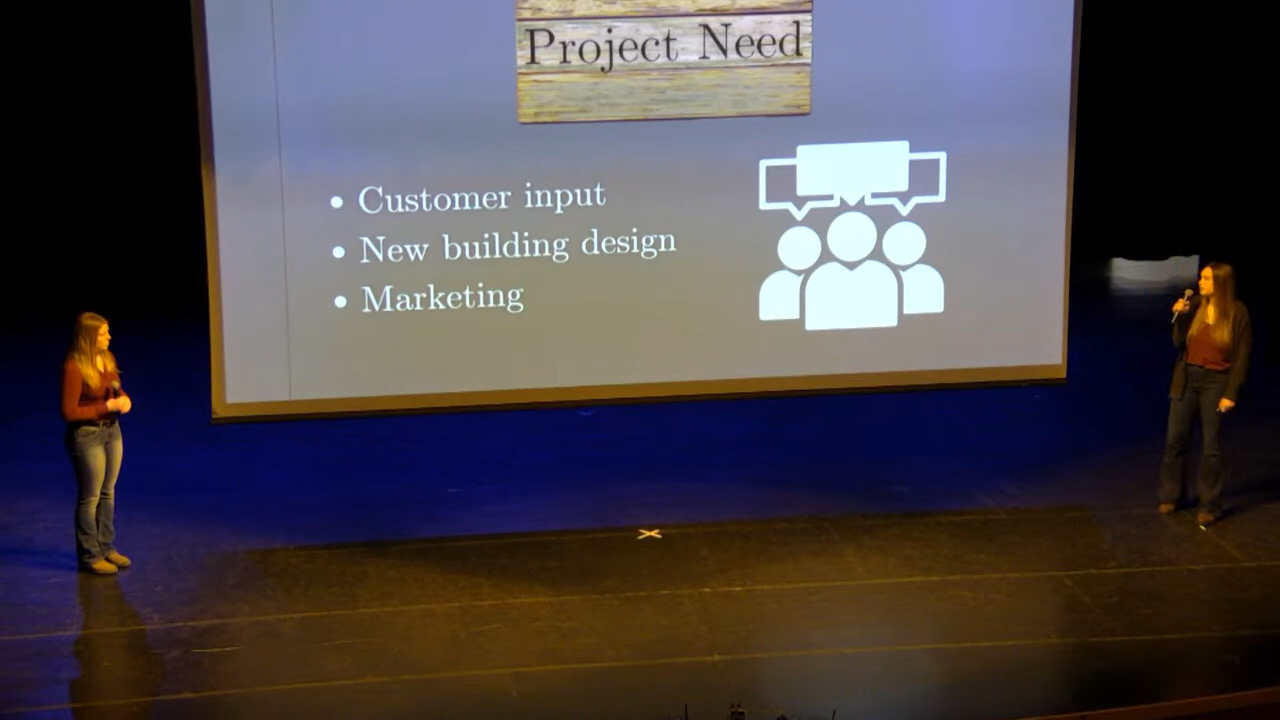 Project Need
• Customer input
• New building design
• Marketing